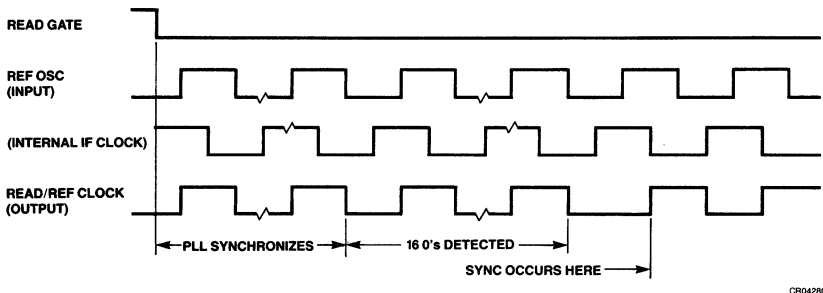 READ GATE
REF OSC
(INPUT)
(INTERNAL IF CLOCK)
READ/REF CLOCK
(OUTPUT)
PLL SYNCHRONIZES
16 0's DETECTED
SYNC OCCURS HERE
CR04280